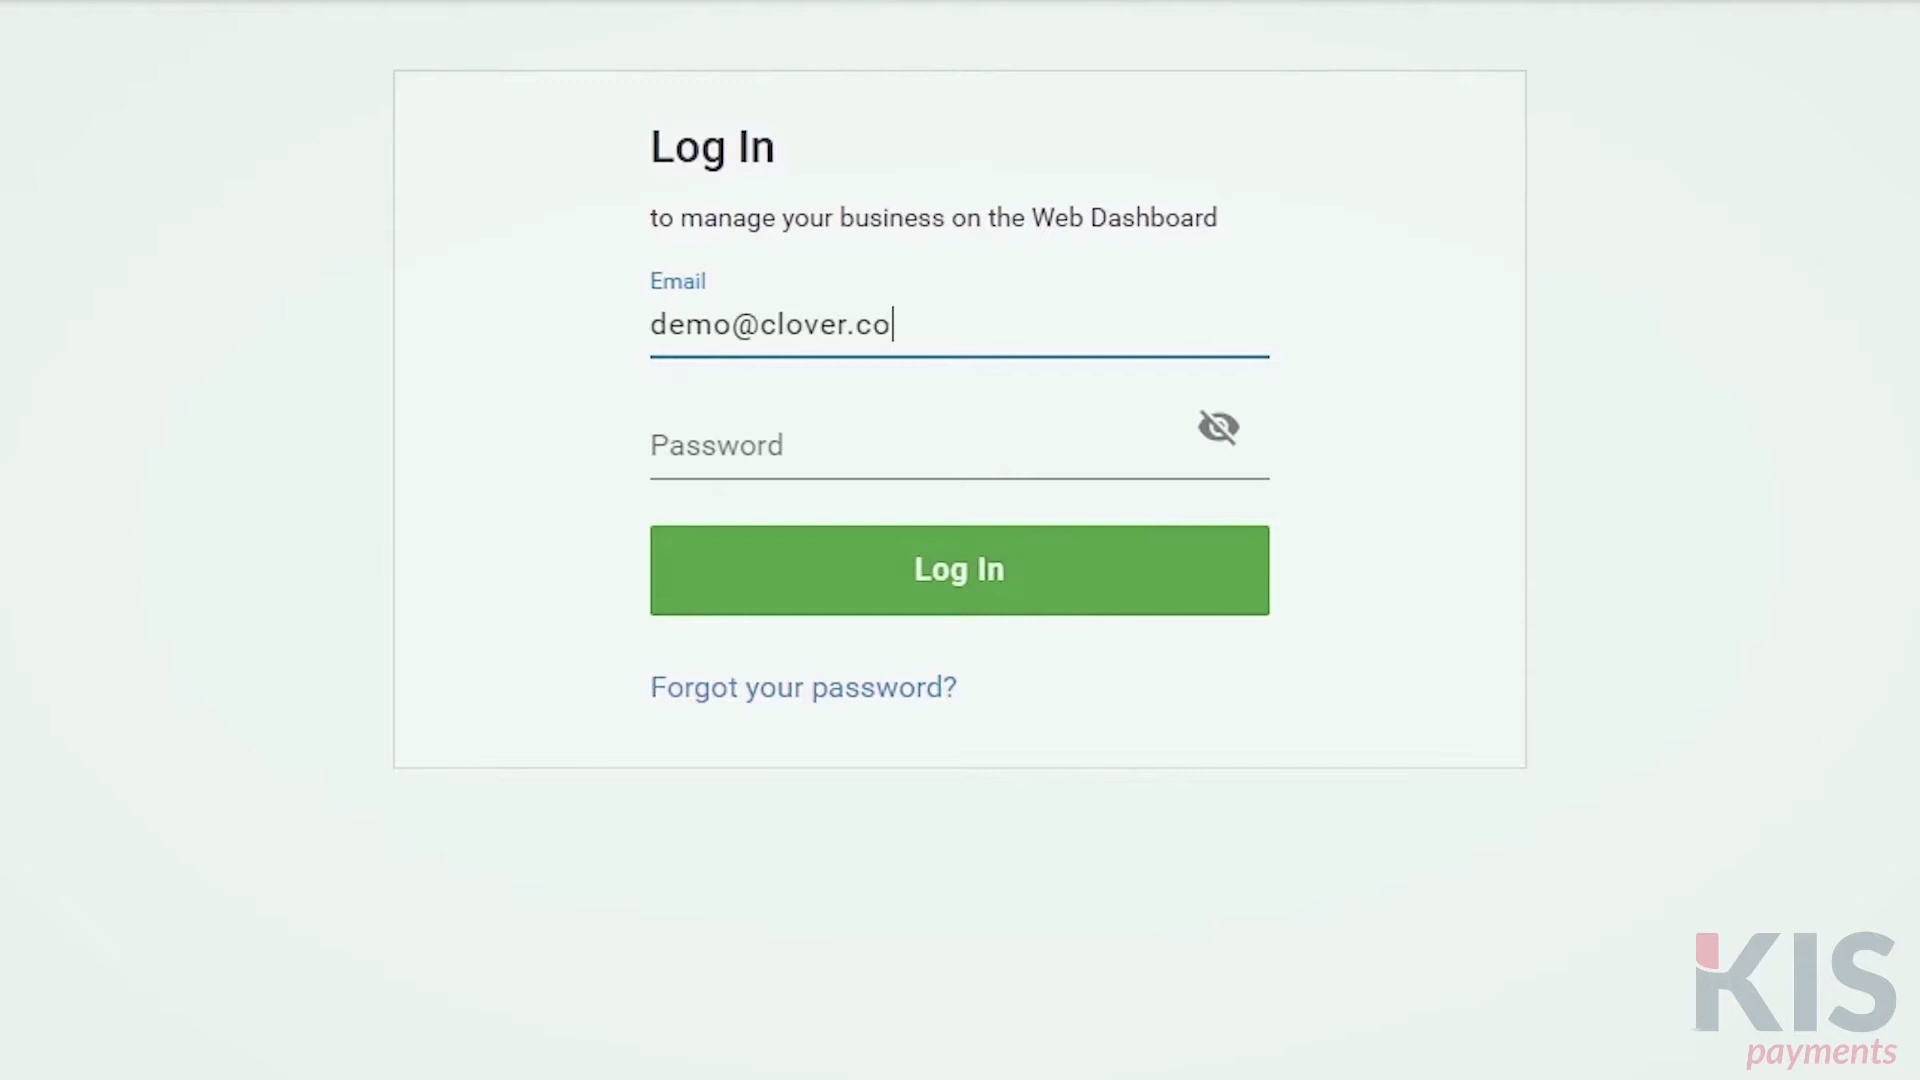 Log In
to manage your business on the Web Dashboard
Email
demo@clover.co
Password
Log In
Forgot your password?
KIS
payments